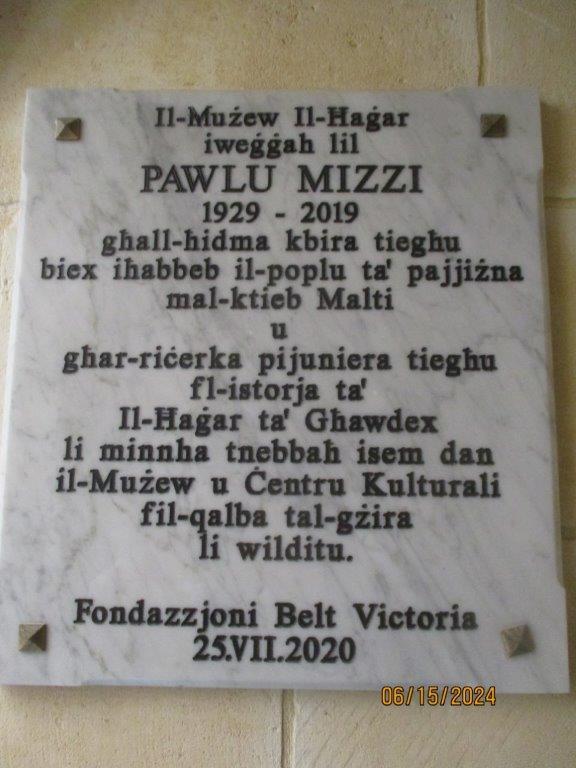 Il-Mużew Il-Ħaġar
iweġġaħ lil
PAWLU MIZZI
1929 - 2019
għall-ħidma kbira tiegħu
biex iħabbeb il-poplu ta' pajjiżna
mal-ktieb Malti
u
għar-riċerka pijuniera tiegħu
fl-istorja ta'
Il-Ħaġar ta' Għawdex
li minnha tnebbaħ isem dan
il-Mużew u Ċentru Kulturali
fil-qalba tal-gżira
li wilditu.
Fondazzjoni Belt Victoria
25.VII.2020
06/15/2024